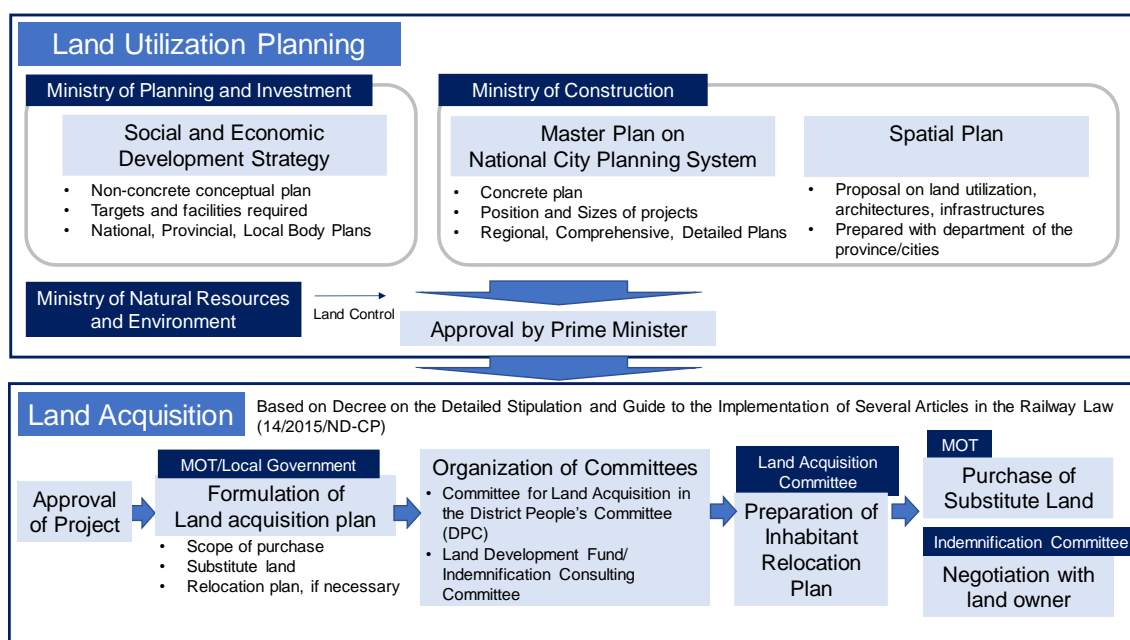 Land Utilization Planning
Ministry of Planning and Investment
Social and Economic
Development Strategy
• Non-concrete conceptual plan
• Targets and facilities required
• National, Provincial, Local Body Plans
Ministry of Construction
Master Plan on
National City Planning System
• Concrete plan
• Position and Sizes of projects
• Regional, Comprehensive, Detailed Plans
Spatial Plan
• Proposal on land utilization,
architectures, infrastructures
• Prepared with department of the
province/cities
Ministry of Natural Resources
and Environment
Land Control
Approval by Prime Minister
Land Acquisition
Based on Decree on the Detailed Stipulation and Guide to the Implementation of Several Articles in the Railway Law
(14/2015/ND-CP)
Approval
of Project
MOT/Local Government
Formulation of
Land acquisition plan
• Scope of purchase
• Substitute land
• Relocation plan, if necessary
Organization of Committees
• Committee for Land Acquisition in
the District People's Committee
(DPC)
• Land Development Fund/
Indemnification Consulting
Committee
Land Acquisition
Committee
Preparation of
Inhabitant
Relocation
Plan
MOT
Purchase of
Substitute Land
Indemnification Committee
Negotiation with
land owner